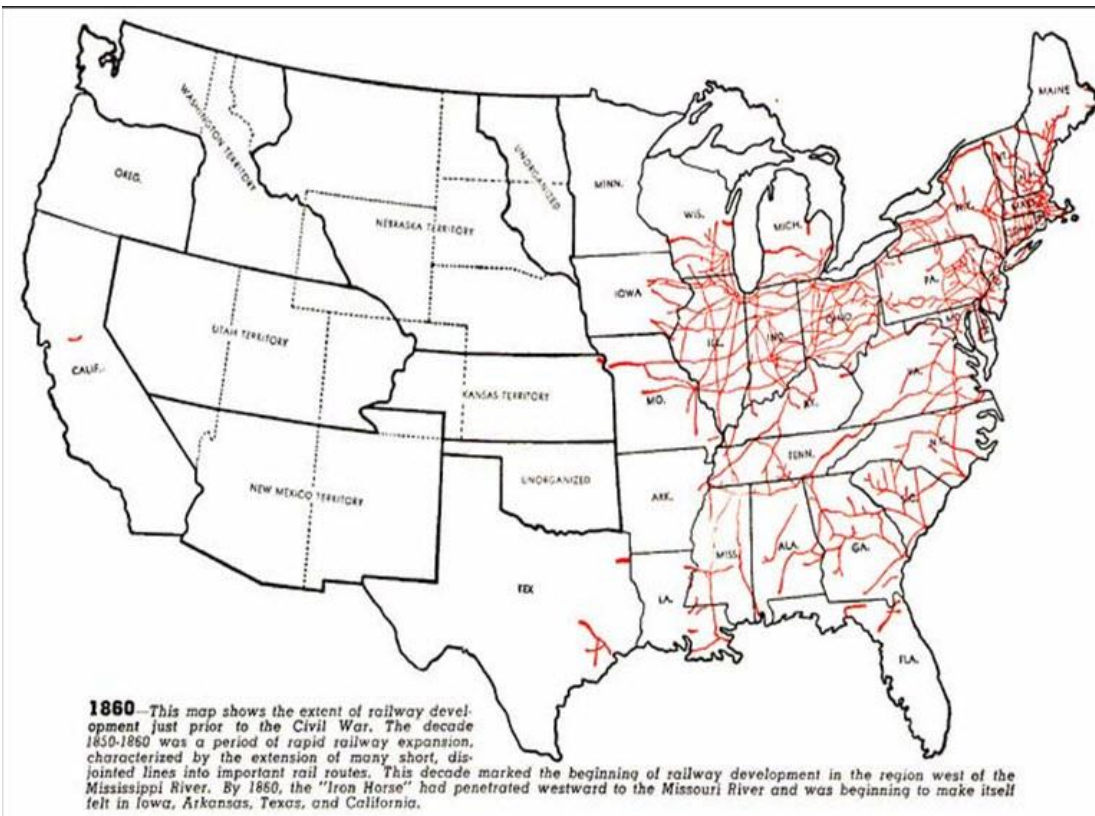 MAINE
WASHINGTON TERRITORY
UNORGANIZED
VT.
OREG.
MINN.
N.H.
N.Y.
MASS.
WIS.
MICH.
CONN.
NEBRASKA TERRITORY
PA.
IOWA
OHIO
MD.
UTAH TERRITORY
ILL.
IND.
CALIF.
VA.
KANSAS TERRITORY
MO.
KY.
N.C.
TENN.
UNORGANIZED
NEW MEXICO TERRITORY
ARK.
S.C.
MISS.
ALA.
GA.
TEX
LA.
FLA.
1860—This map shows the extent of railway devel-
opment just prior to the Civil War. The decade
1850-1860 was a period of rapid railway expansion,
characterized by the extension of many short, dis-
jointed lines into important rail routes. This decade marked the beginning of railway development in the region west of the
Mississippi River. By 1860, the "Iron Horse" had penetrated westward to the Missouri River and was beginning to make itself
felt in Iowa, Arkansas, Texas, and California.